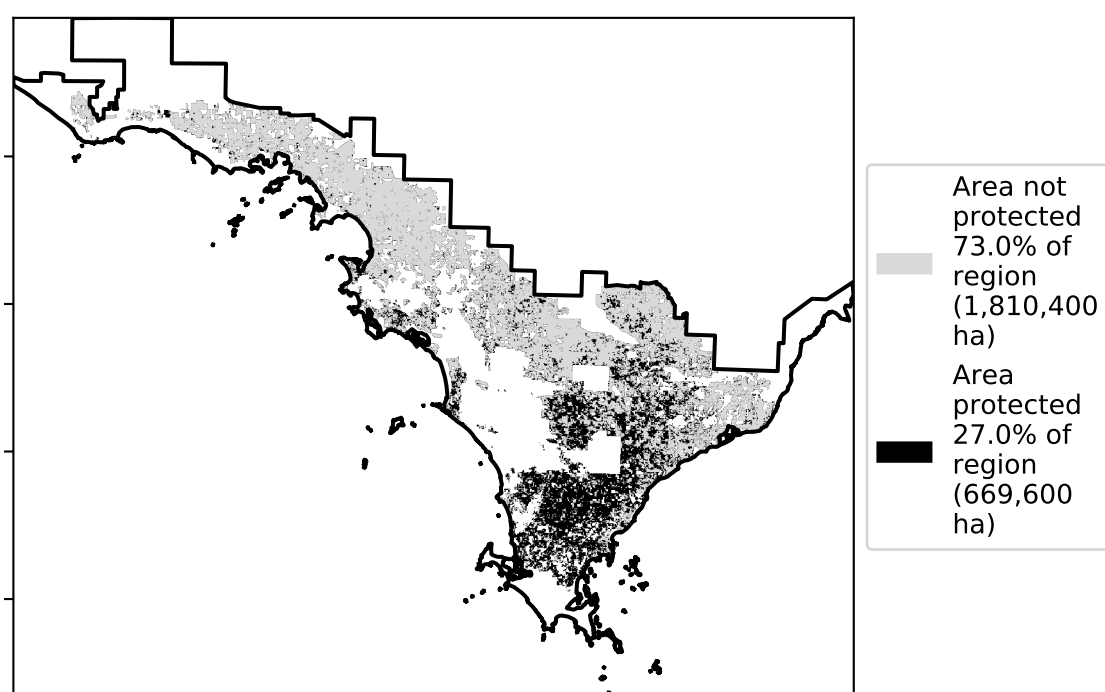 Area not
protected
73.0% of
region
(1,810,400
ha)
Area
protected
27.0% of
region
(669,600
ha)